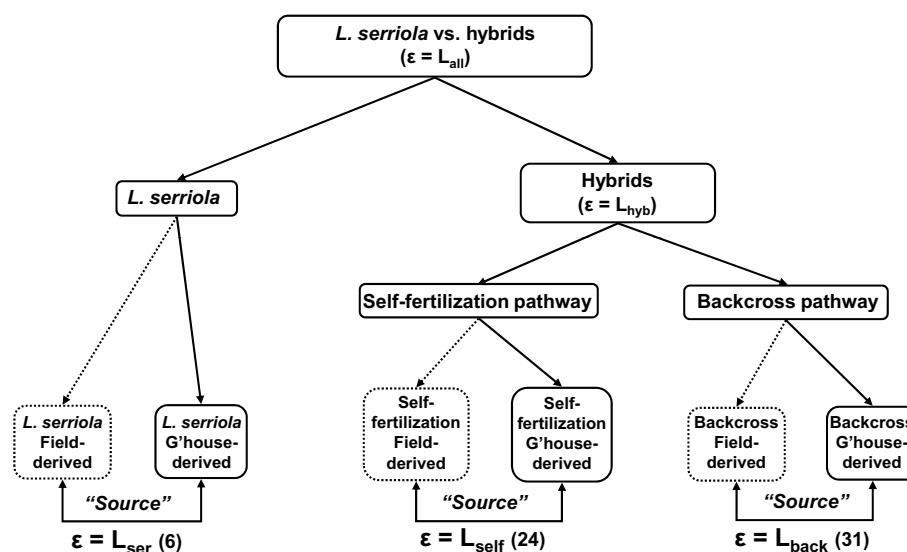 L. serriola vs. hybrids
(ε = Lall)
L. serriola
Hybrids
(ε = Lhyb)
Self-fertilization pathway
Backcross pathway
L. serriola
Field-
derived
L. serriola
G'house-
derived
Self-
fertilization
Field-
derived
Self-
fertilization
G'house-
derived
Backcross
Field-
derived
Backcross
G'house-
derived
“Source”
“Source”
“Source”
ε = Lser (6)
ε = Lself (24)
ε = Lback (31)